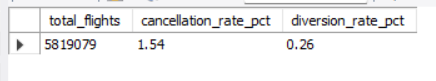 total_flights cancellation_rate_pct diversion_rate_pct
5819079 1.54 0.26